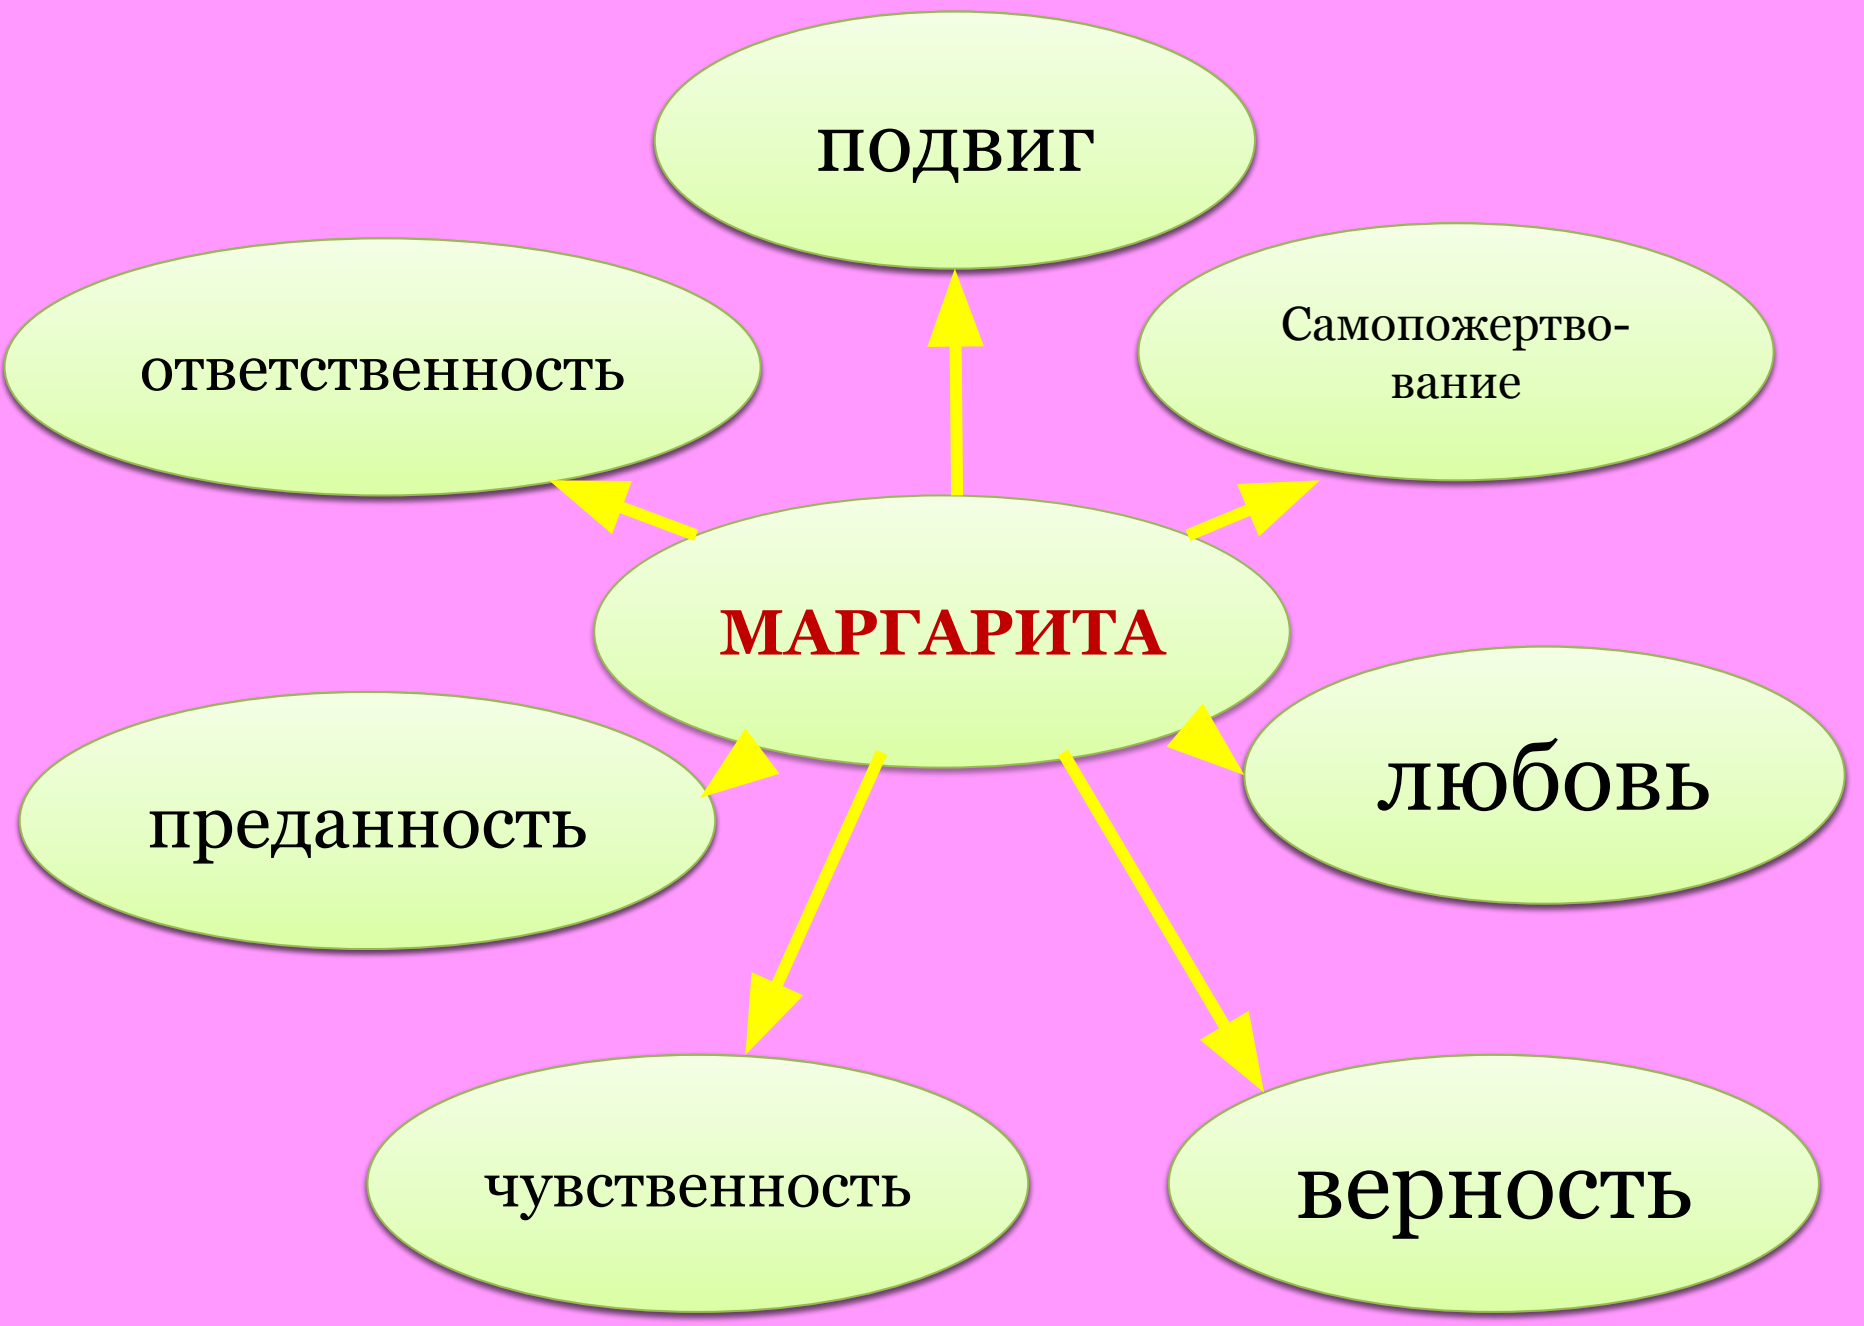 подвиг
ответственность
Самопожертво-
вание
МАРГАРИТА
любовь
преданность
чувственность
верность